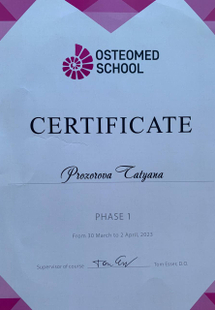 OSTEOMED
SCHOOL
CERTIFICATE
Prozorova Tatyana
PHASE 1
From 30 March to 2 April 2023
Supervisor of course
D.O.